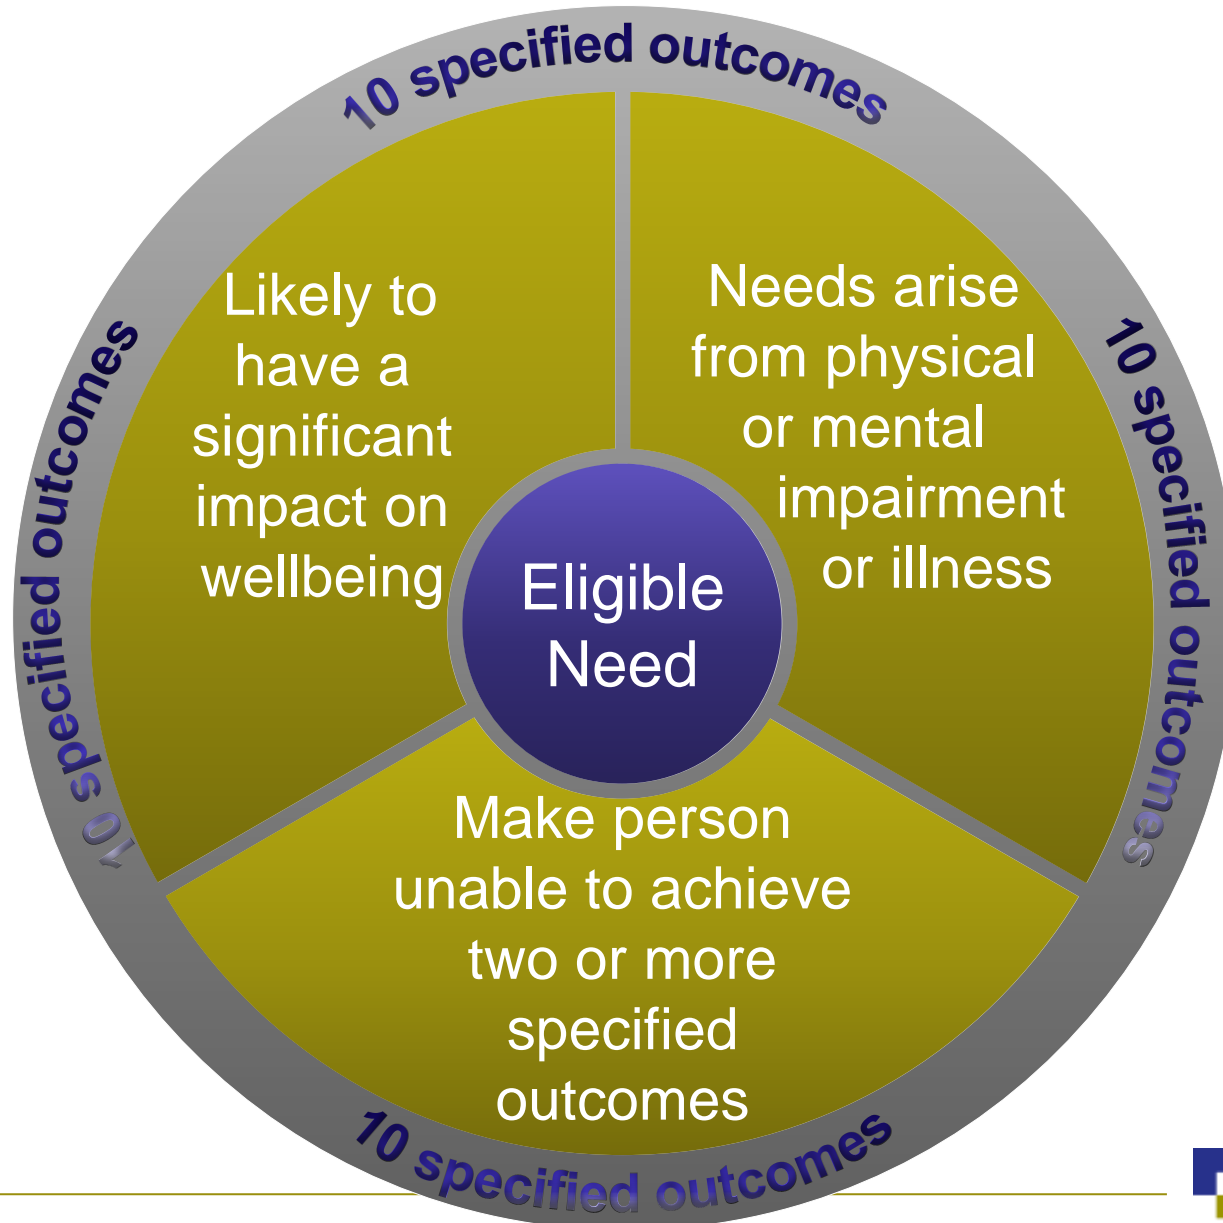 10 specified outcomes
Likely to
have a
significant
impact on
wellbeing
Needs arise
from physical
or mental
impairment
or illness
10 specified outcomes
10 specified outcomes
Eligible
Need
Make person
unable to achieve
two or more
specified
outcomes
10 specified outcomes